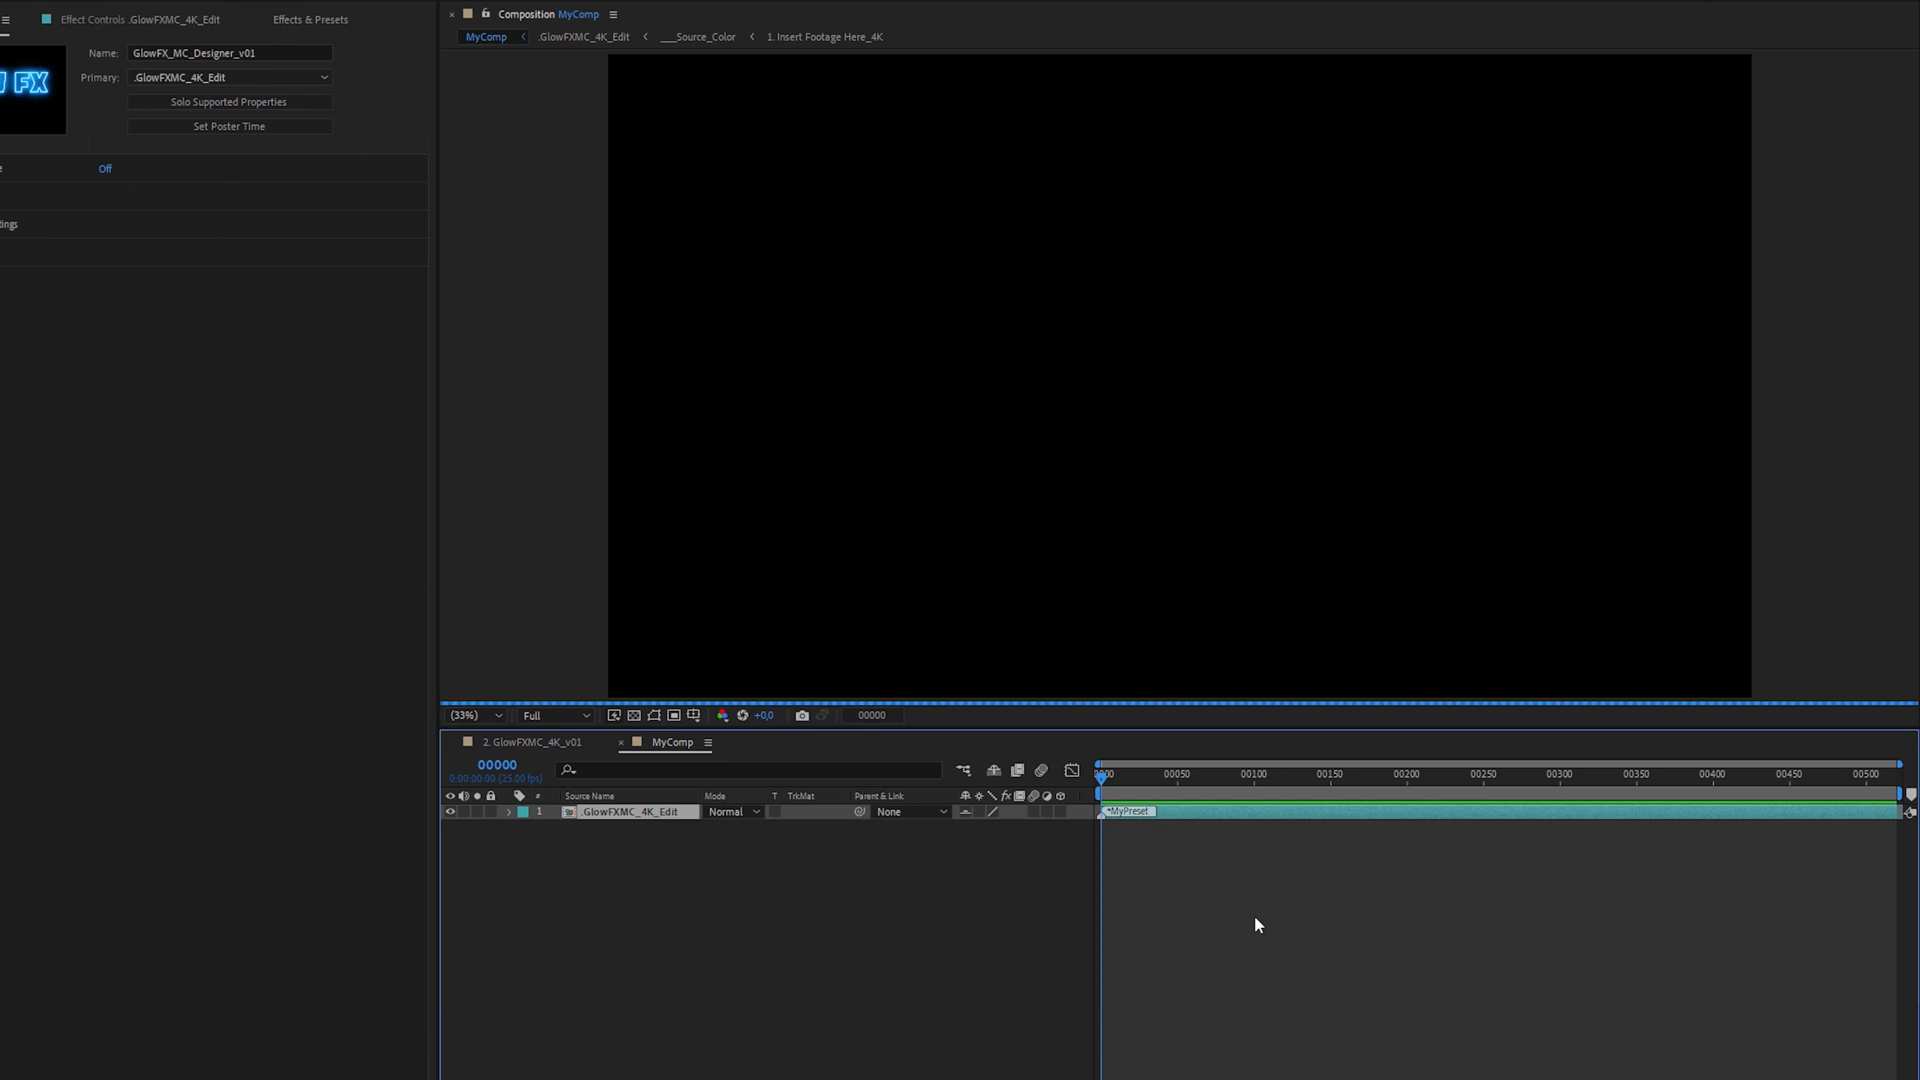 Effect Controls .GlowFXMC_4K_Edit
Effects & Presets
Name: GlowFX_MC_Designer_v01
Primary: .GlowFXMC_4K_Edit
Solo Supported Properties
Set Poster Time
FX
Off
Composition MyComp
MyComp .GlowFXMC_4K_Edit ___Source_Color 1. Insert Footage Here_4K
(33%) Full +0,0 00000
2. GlowFXMC_4K_v01 MyComp
00000
0:00:00:00 (25.00 fps)
00050 00100 00150 00200 00250 00300 00350 00400 00450 00500
# Source Name Mode T TrkMat Parent & Link fx
1 .GlowFXMC_4K_Edit Normal None *MyPreset